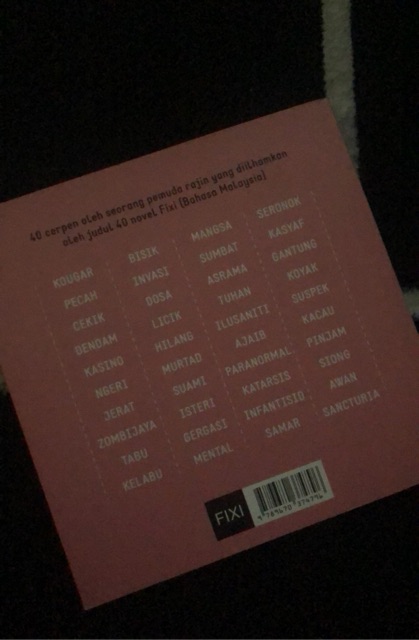 40 cerpen oleh seorang pemuda rajin yang diilhamkan
oleh judul 40 novel Fixi (Bahasa Malaysia)
KOUGAR
PECAH
CEKIK
DENDAM
KASINO
NGERI
JERAT
ZOMBIJAYA
TABU
KELABU
BISIK
INVASI
DOSA
LICIK
HILANG
MURTAD
SUAMI
ISTERI
BERGASI
MENTAL
MANGSA
SUMBAT
ASRAMA
TUHAN
ILUSANITI
AJAIB
PARANORMAL
KATARSIS
INFANTISID
SAMAR
SERONOK
KASYAF
GANTUNG
KOYAK
SUSPEK
KACAU
PINJAM
SIONG
AWAN
SANCTURIA
FIXI